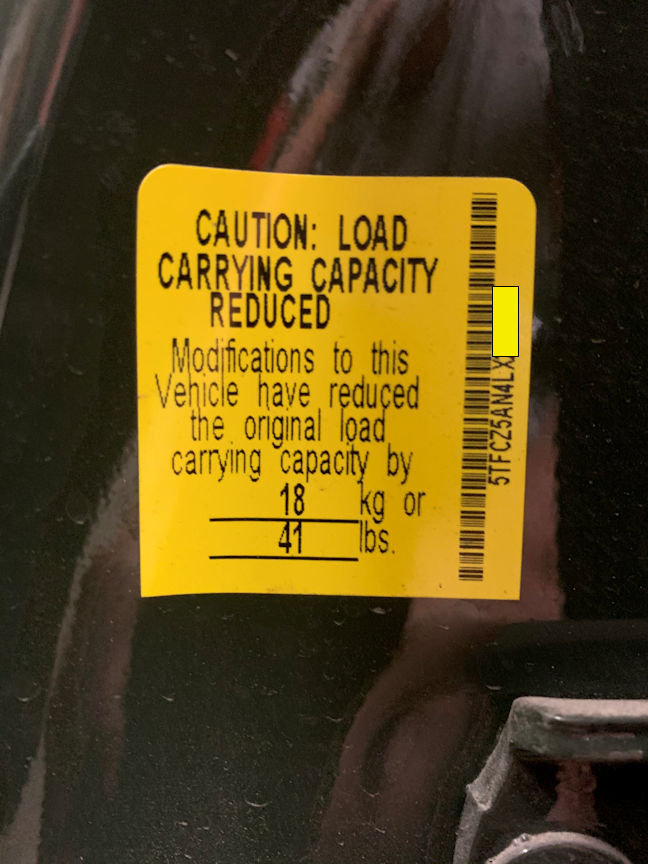 CAUTION: LOAD
CARRYING CAPACITY
REDUCED
Modifications to this
Vehicle have reduced
the original load
carrying capacity by
18 kg or
41 lbs.
5TFCZ5AN4LX